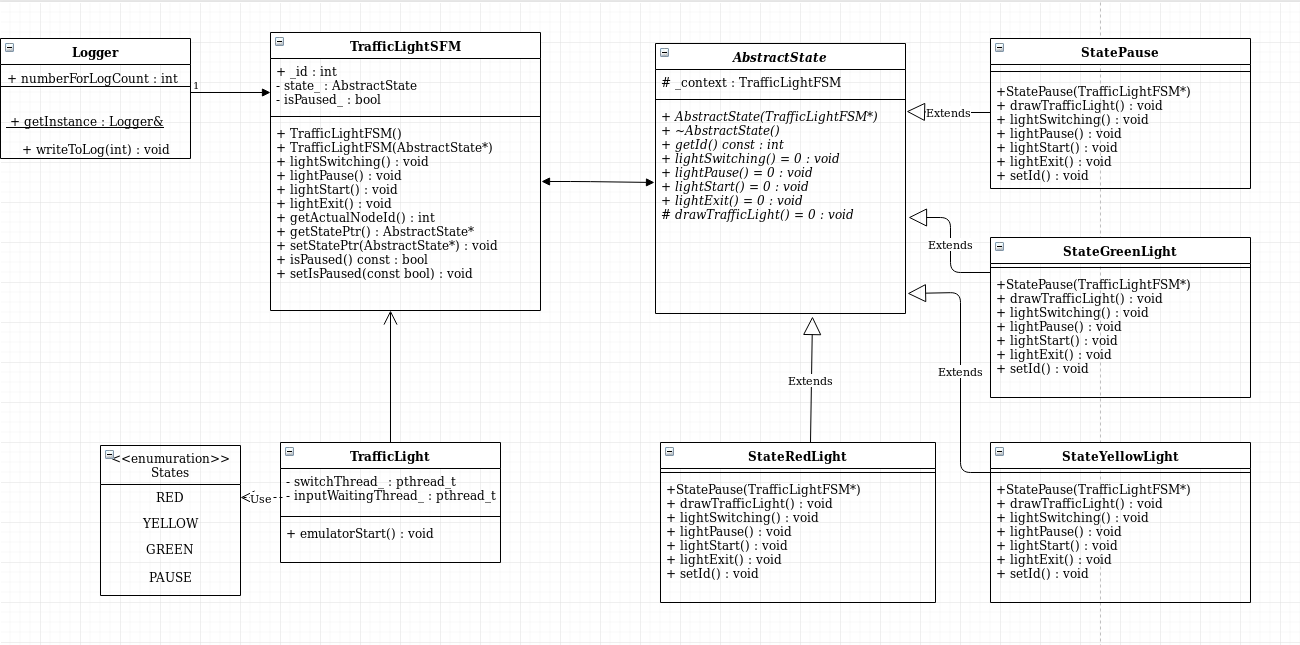 Logger
+ numberForLogCount : int
+ getInstance : Logger&
+ writeToLog(int) : void
1
TrafficLightSFM
+ _id : int
- state_ : AbstractState
- isPaused_ : bool
+ TrafficLightFSM()
+ TrafficLightFSM(AbstractState*)
+ lightSwitching() : void
+ lightPause() : void
+ lightStart() : void
+ lightExit() : void
+ getActualNodeId() : int
+ getStatePtr() : AbstractState*
+ setStatePtr(AbstractState*) : void
+ isPaused() const : bool
+ setIsPaused(const bool) : void
AbstractState
# _context : TrafficLightFSM
+ AbstractState(TrafficLightFSM*)
+ ~AbstractState()
+ getId() const : int
+ lightSwitching() = 0 : void
+ lightPause() = 0 : void
+ lightStart() = 0 : void
+ lightExit() = 0 : void
# drawTrafficLight() = 0 : void
Extends
StatePause
+StatePause(TrafficLightFSM*)
+ drawTrafficLight() : void
+ lightSwitching() : void
+ lightPause() : void
+ lightStart() : void
+ lightExit() : void
+ setId() : void
Extends
StateGreenLight
+StatePause(TrafficLightFSM*)
+ drawTrafficLight() : void
+ lightSwitching() : void
+ lightPause() : void
+ lightStart() : void
+ lightExit() : void
+ setId() : void
Extends
Extends
<<enumuration>>
States
RED
YELLOW
GREEN
PAUSE
Use
TrafficLight
- switchThread_ : pthread_t
- inputWaitingThread_ : pthread_t
+ emulatorStart() : void
StateRedLight
+StatePause(TrafficLightFSM*)
+ drawTrafficLight() : void
+ lightSwitching() : void
+ lightPause() : void
+ lightStart() : void
+ lightExit() : void
+ setId() : void
StateYellowLight
+StatePause(TrafficLightFSM*)
+ drawTrafficLight() : void
+ lightSwitching() : void
+ lightPause() : void
+ lightStart() : void
+ lightExit() : void
+ setId() : void